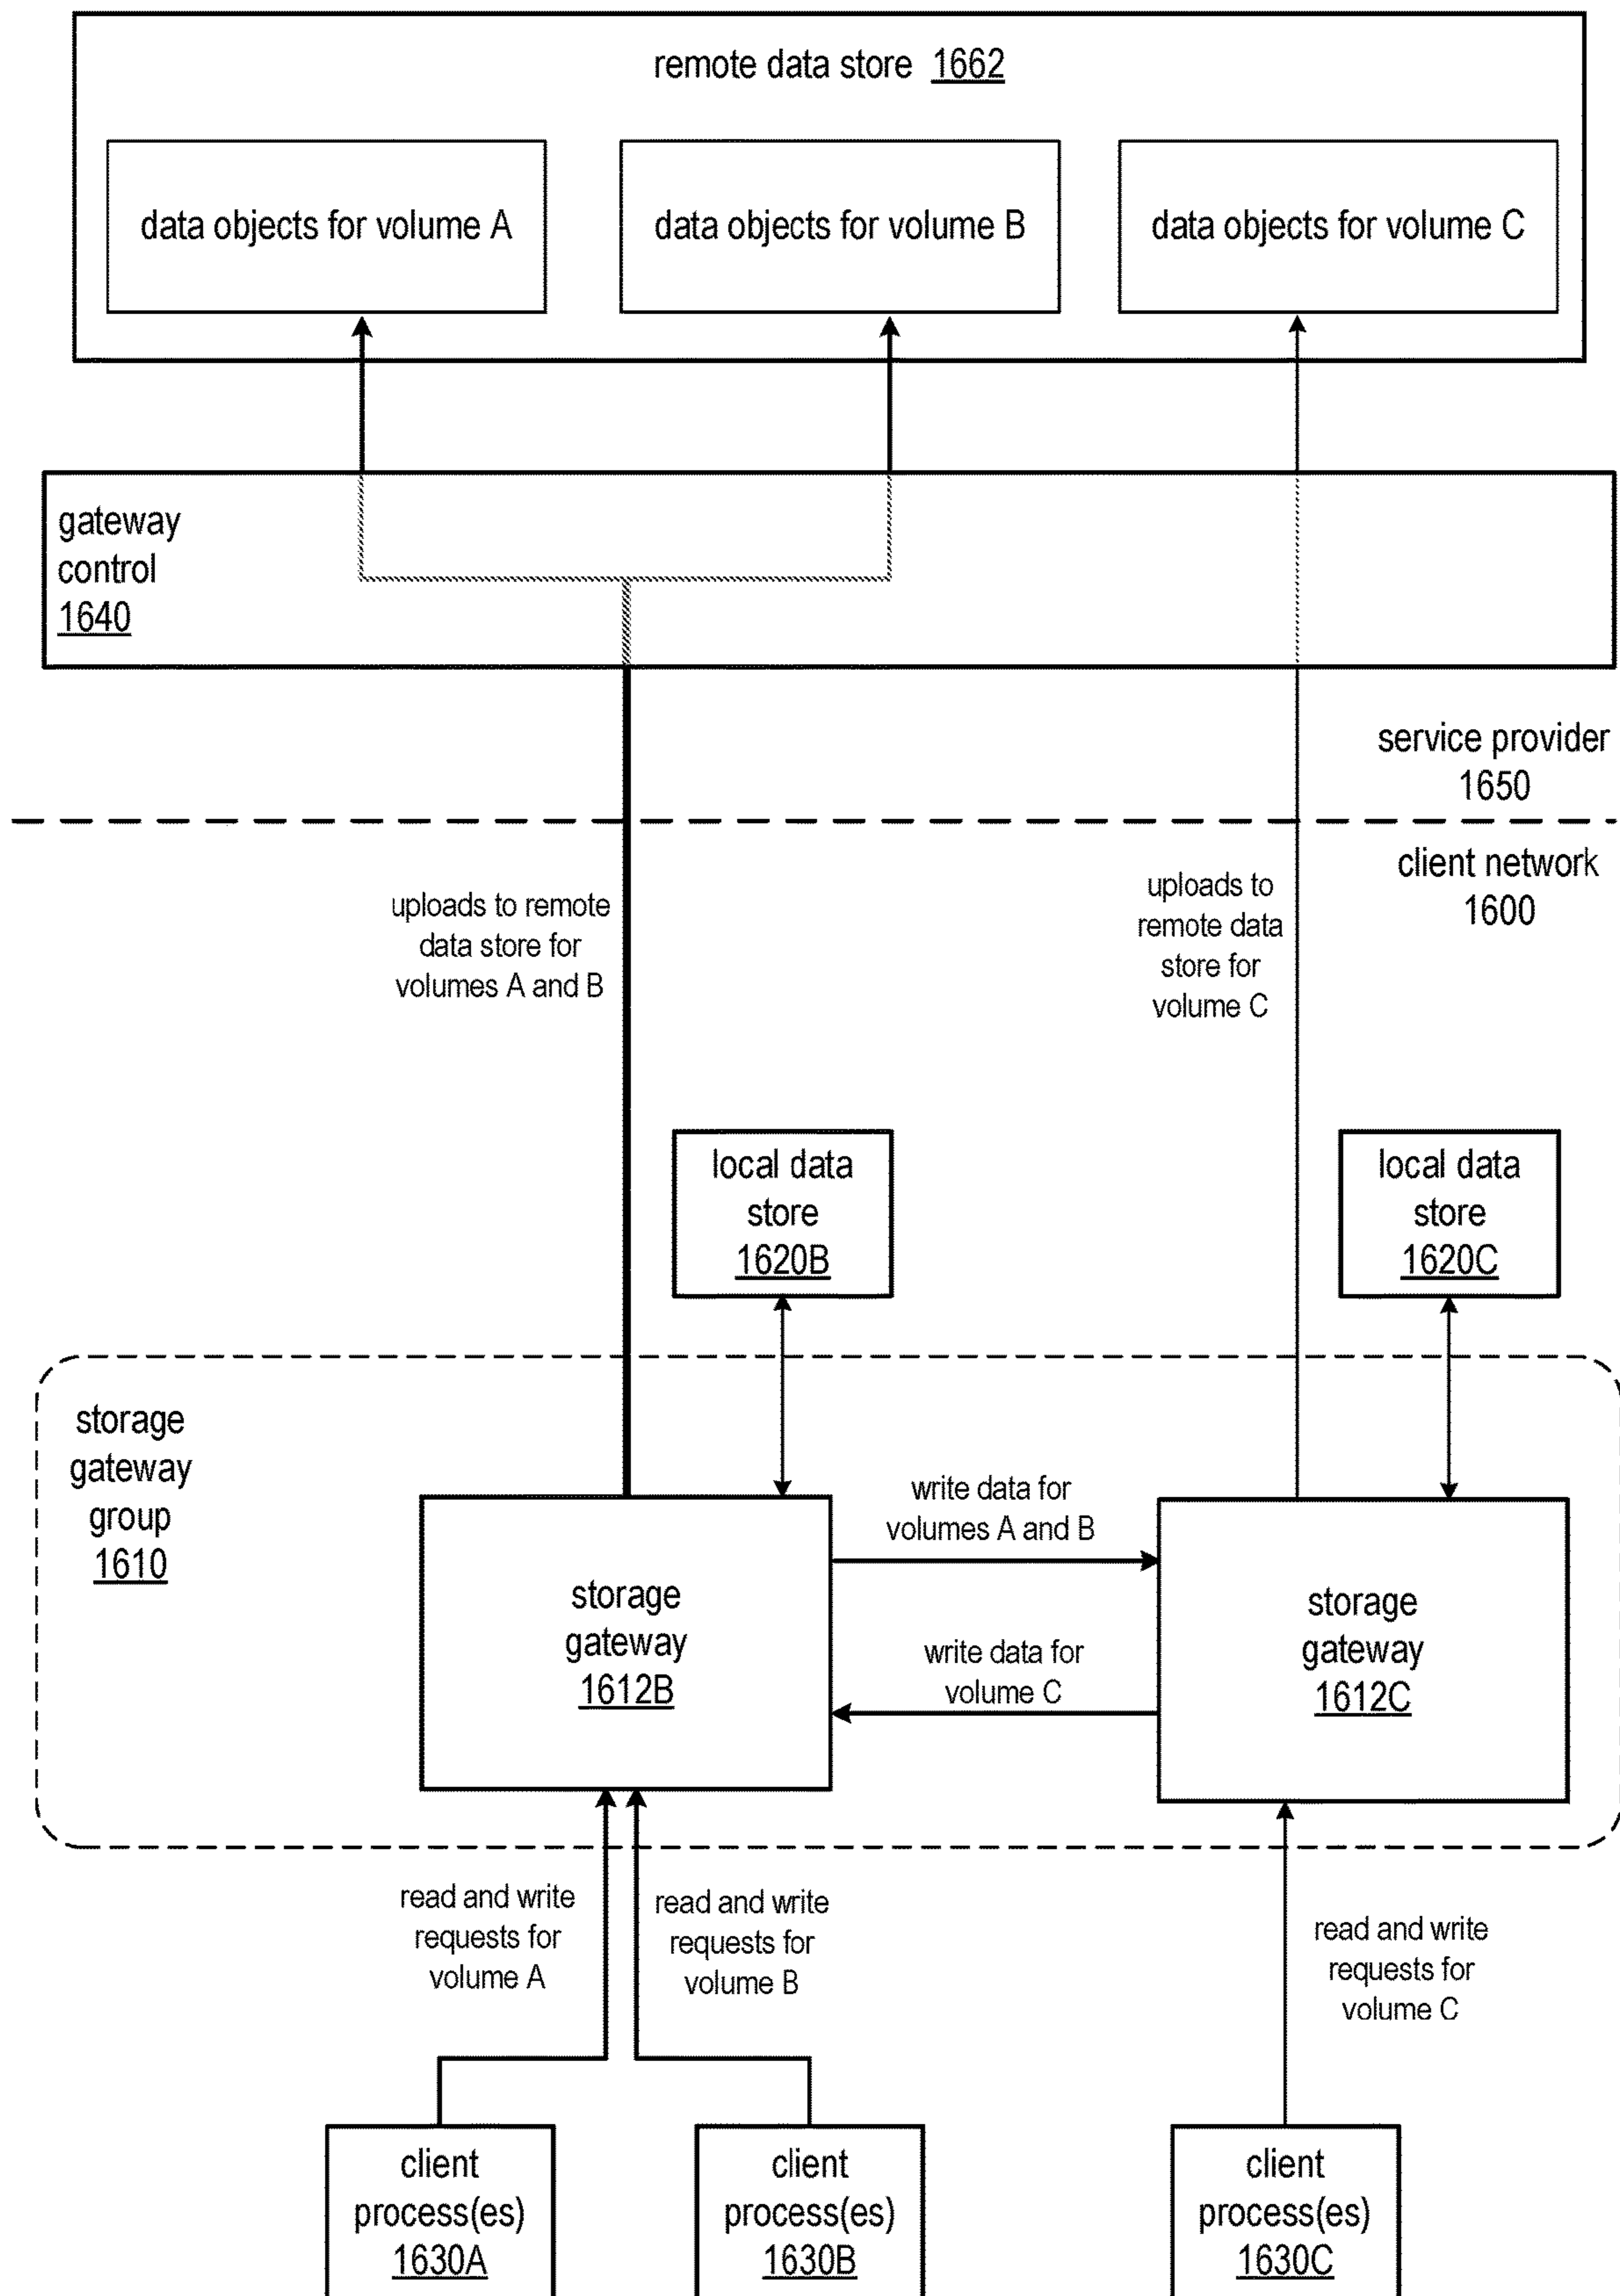 remote data store 1662
data objects for volume A
data objects for volume B
data objects for volume C
gateway
control
1640
service provider
1650
client network
1600
uploads to remote
data store for
volumes A and B
uploads to
remote data
store for
volume C
local data
store
1620B
local data
store
1620C
storage
gateway
group
1610
write data for
volumes A and B
storage
gateway
1612B
storage
gateway
1612C
write data for
volume C
read and write
requests for
volume A
read and write
requests for
volume B
read and write
requests for
volume C
client
process(es)
1630A
client
process(es)
1630B
client
process(es)
1630C